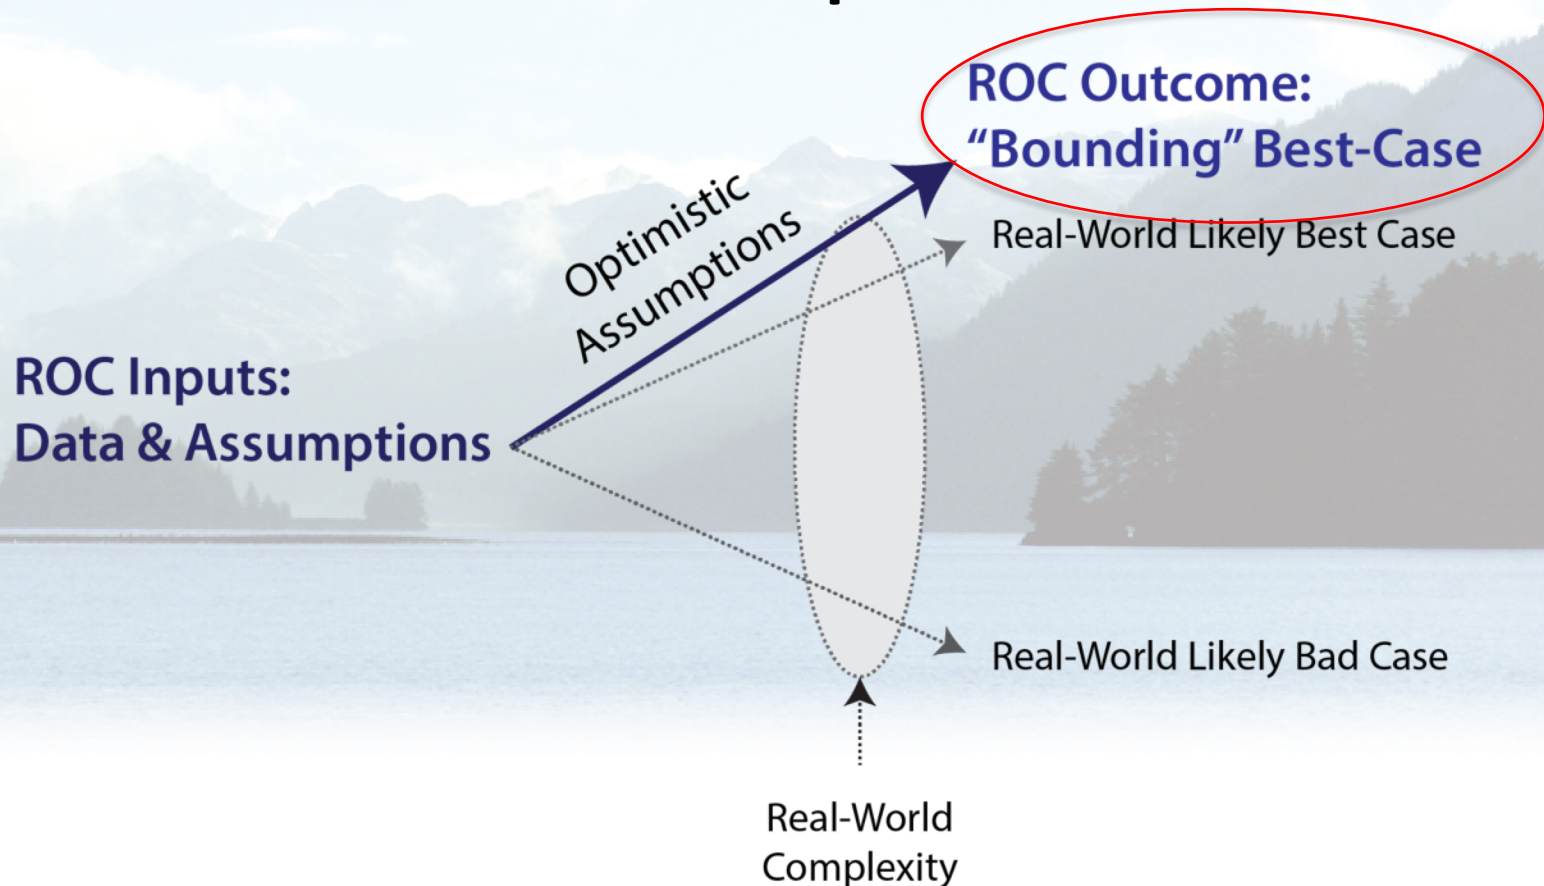 ROC Outcome:
“Bounding” Best-Case
Optimistic
Assumptions
Real-World Likely Best Case
ROC Inputs:
Data & Assumptions
Real-World Likely Bad Case
Real-World
Complexity